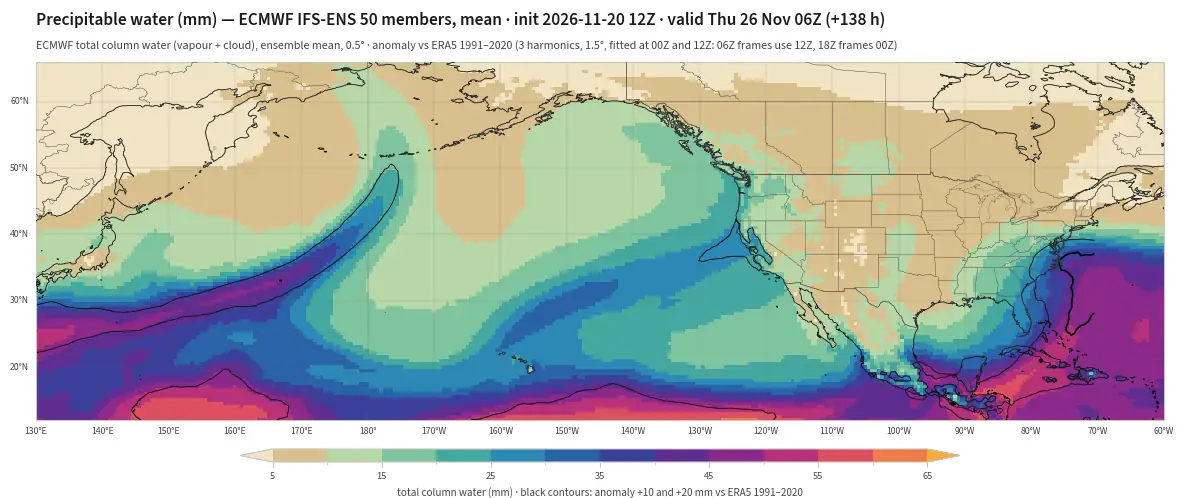 Precipitable water (mm) — ECMWF IFS-ENS 50 members, mean · init 2026-11-20 12Z · valid Thu 26 Nov 06Z (+138 h)
ECMWF total column water (vapour + cloud), ensemble mean, 0.5° · anomaly vs ERA5 1991–2020 (3 harmonics, 1.5°, fitted at 00Z and 12Z: 06Z frames use 12Z, 18Z frames 00Z)
60°N
50°N
40°N
30°N
20°N
130°E 140°E 150°E 160°E 170°E 180° 170°W 160°W 150°W 140°W 130°W 120°W 110°W 100°W 90°W 80°W 70°W 60°W
5 15 25 35 45 55 65
total column water (mm) · black contours: anomaly +10 and +20 mm vs ERA5 1991–2020